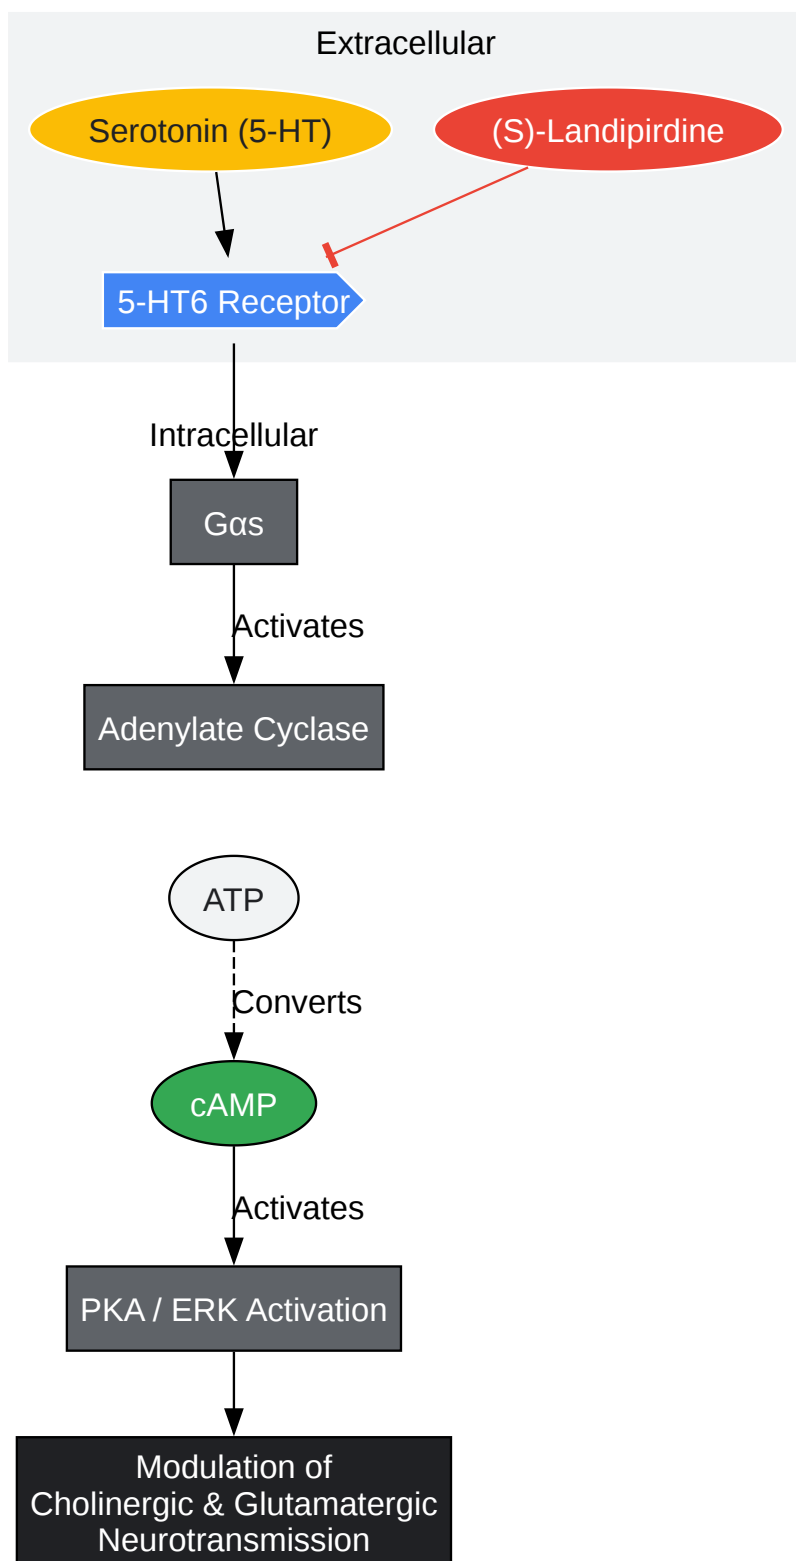 Extracellular
Serotonin (5-HT)
(S)-Landipirdine
5-HT6 Receptor
Intracellular
Gαs
Activates
Adenylate Cyclase
ATP
Converts
cAMP
Activates
PKA / ERK Activation
Modulation of
Cholinergic & Glutamatergic
Neurotransmission